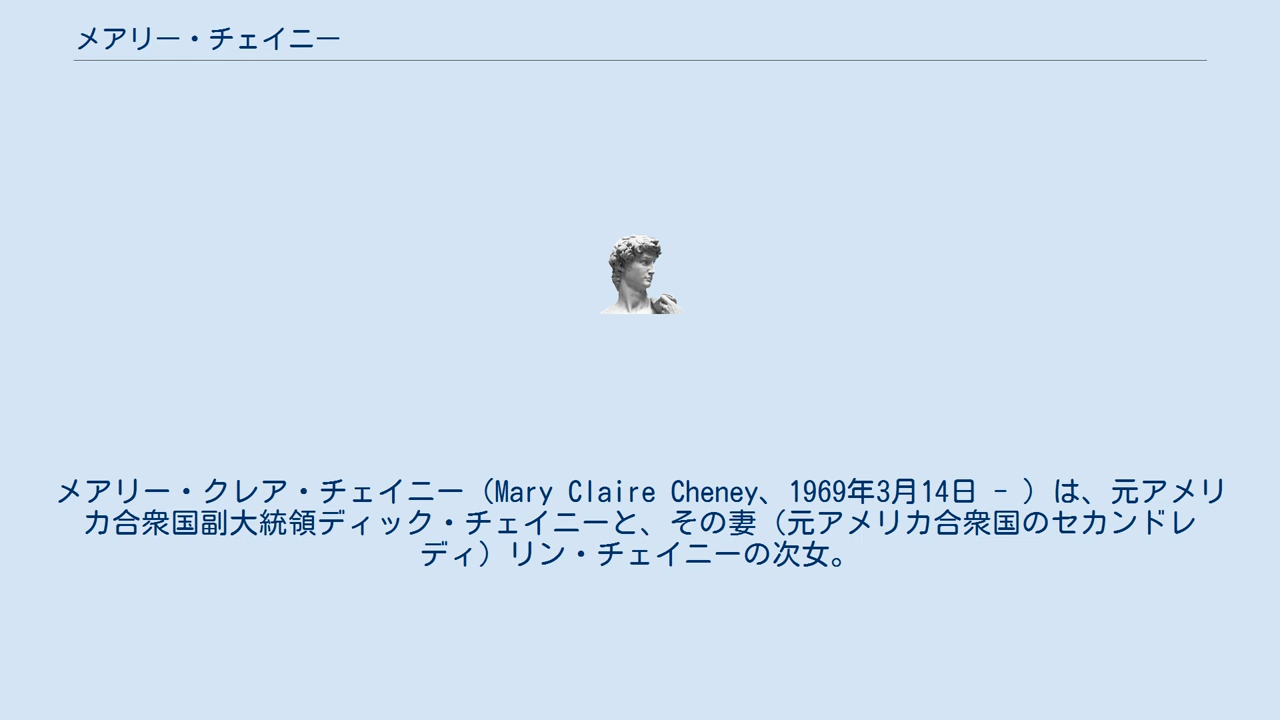 メアリー・チェイニー
メアリー・クレア・チェイニー（Mary Claire Cheney、1969年3月14日 - ）は、元アメリ
カ合衆国副大統領ディック・チェイニーと、その妻（元アメリカ合衆国のセカンドレ
ディ）リン・チェイニーの次女。